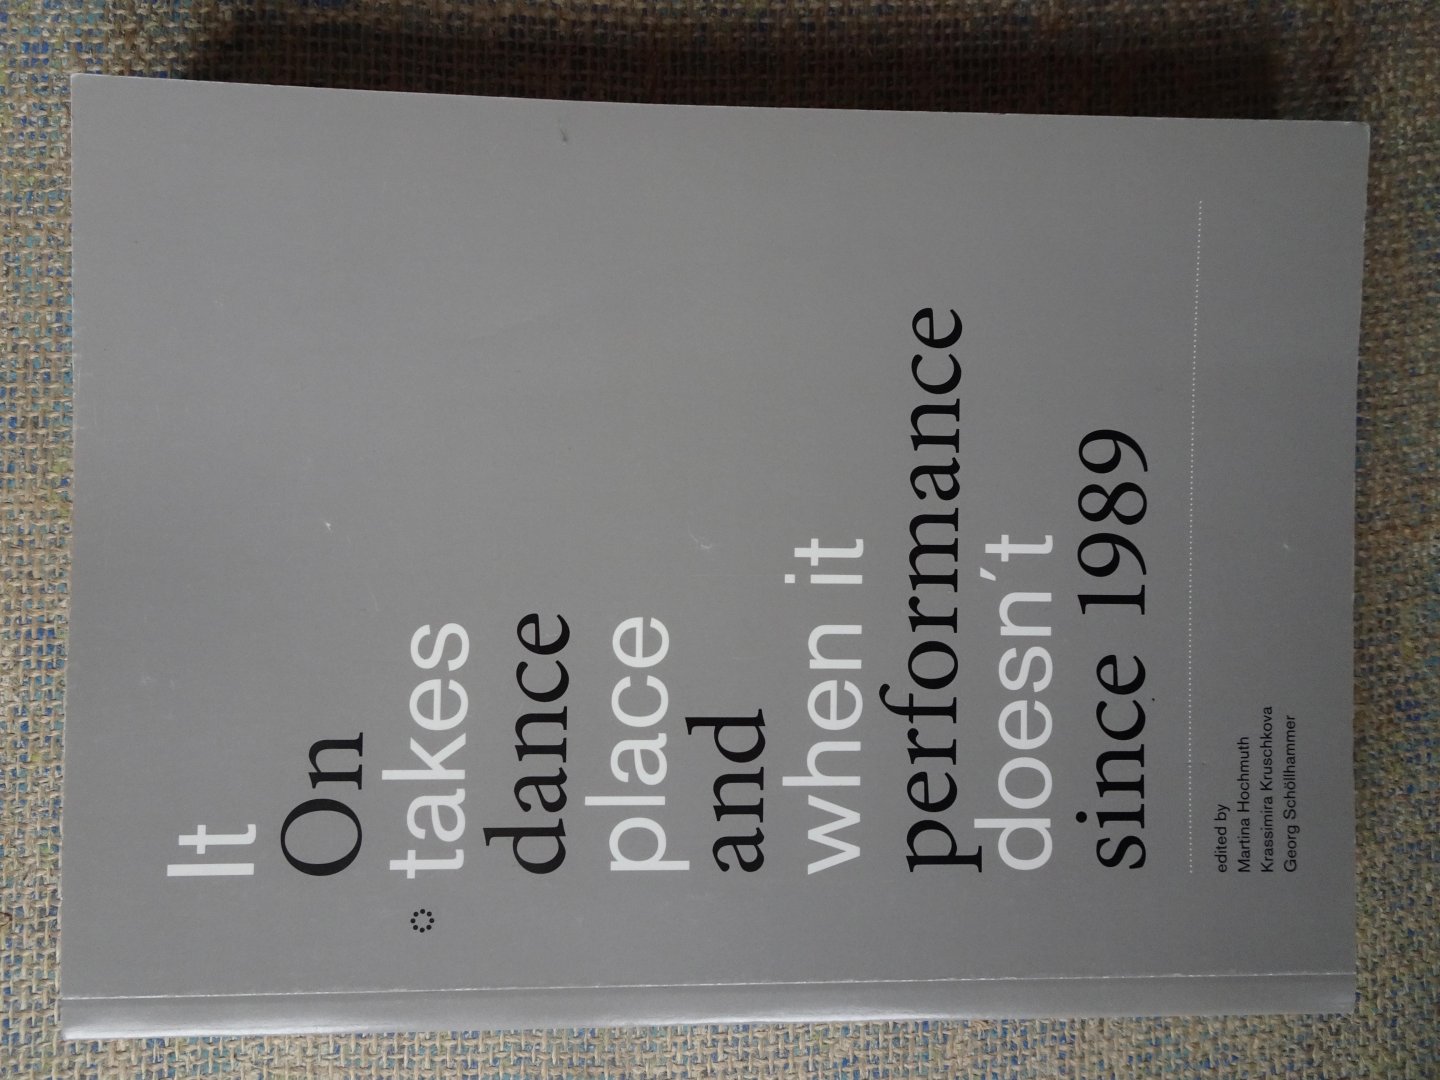 It
On
takes
dance
place
and
when it
performance
doesn´t
since 1989
edited by
Martina Hochmuth
Krassimira Kruschkova
Georg Schöllhammer